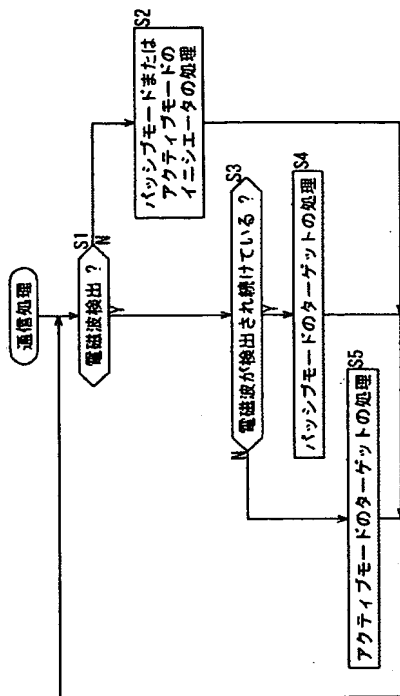 通信処理
S1
電磁波検出？
N
Y
S2
パッシブモードまたは
アクティブモードの
イニシエータの処理
S3
電磁波が検出され続けている？
N
Y
S4
パッシブモードのターゲットの処理
S5
アクティブモードのターゲットの処理